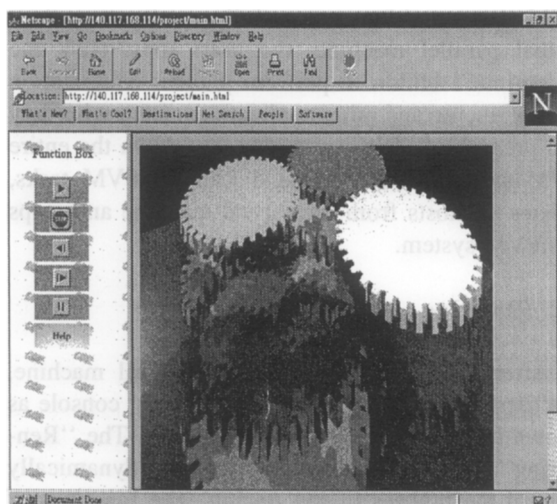 Netscape - [http://140.117.168.114/project/main.html]
File Edit View Go Bookmarks Options Directory Window Help
Back Forward Home Edit Reload Images Open Print Find Stop
Location: http://140.117.168.114/project/main.html
What's New? What's Cool? Destinations Net Search People Software
N
Function Box
STOP
Help
Document Done